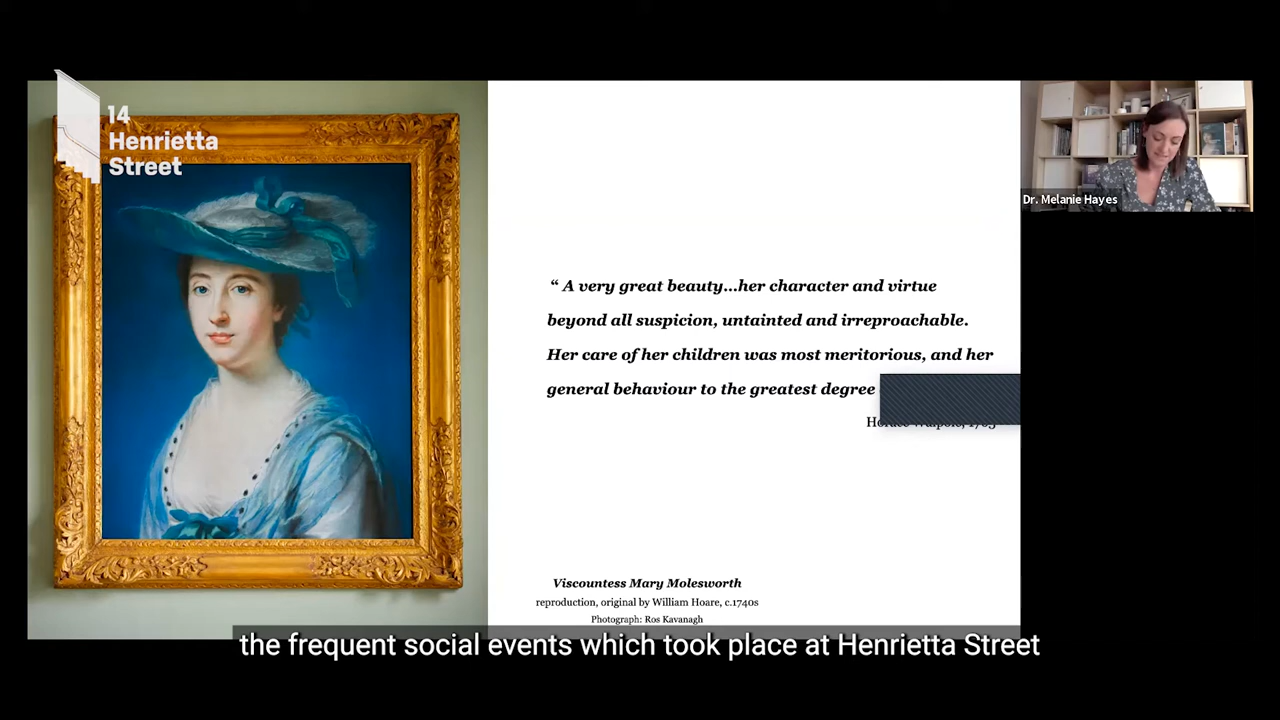 14
Henrietta
Street
“ A very great beauty...her character and virtue
beyond all suspicion, untainted and irreproachable.
Her care of her children was most meritorious, and her
general behaviour to the greatest degree
Viscountess Mary Molesworth
reproduction, original by William Hoare, c.1740s
Photograph: Ros Kavanagh
Dr. Melanie Hayes
the frequent social events which took place at Henrietta Street